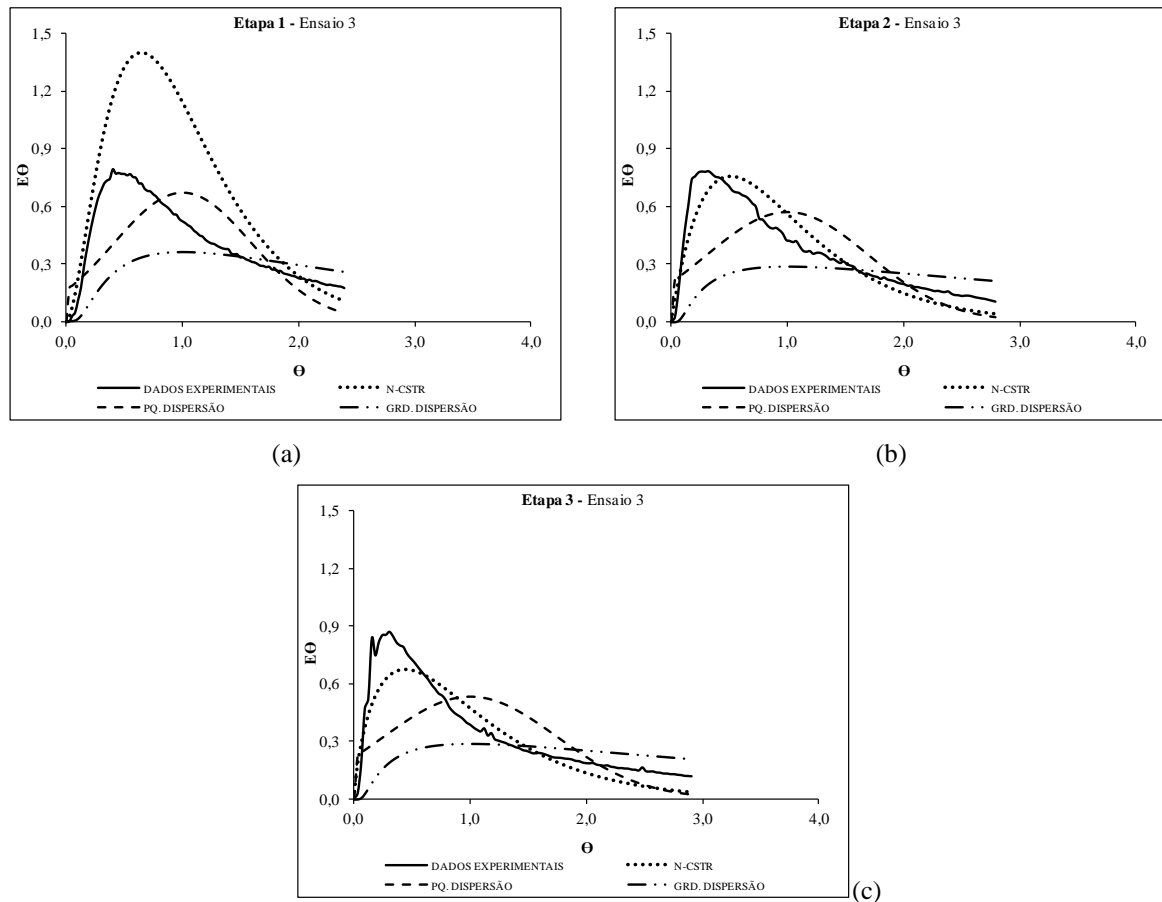 Etapa 1 - Ensaio 3
1,5
1,2
0,9
0,6
0,3
0,0
EΘ
0,0 1,0 2,0 3,0 4,0
Θ
DADOS EXPERIMENTAIS N-CSTR
PQ. DISPERSÃO GRD. DISPERSÃO
(a)
Etapa 2 - Ensaio 3
1,5
1,2
0,9
0,6
0,3
0,0
EΘ
0,0 1,0 2,0 3,0 4,0
Θ
DADOS EXPERIMENTAIS N-CSTR
PQ. DISPERSÃO GRD. DISPERSÃO
(b)
Etapa 3 - Ensaio 3
1,5
1,2
0,9
0,6
0,3
0,0
EΘ
0,0 1,0 2,0 3,0 4,0
Θ
DADOS EXPERIMENTAIS N-CSTR
PQ. DISPERSÃO GRD. DISPERSÃO
(c)